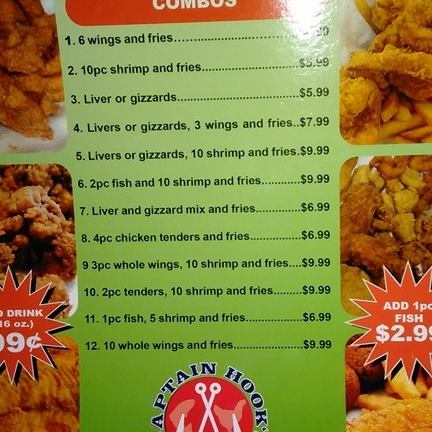 COMBOS
1. 6 wings and fries
2. 10pc shrimp and fries...$5.99
3. Liver or gizzards...$5.99
4. Livers or gizzards, 3 wings and fries..$7.99
5. Livers or gizzards, 10 shrimp and fries.$9.99
6. 2pc fish and 10 shrimp and fries...$9.99
7. Liver and gizzard mix and fries...$6.99
8. 4pc chicken tenders and fries...$6.99
9 3pc whole wings, 10 shrimp and fries....$9.99
10. 2pc tenders, 10 shrimp and fries...$9.99
11. 1pc fish, 5 shrimp and fries...$6.99
12. 10 whole wings and fries...$9.99
DRINK
16 oz.)
99¢
ADD 1pc
FISH
$2.99
APTAIN HOOK'